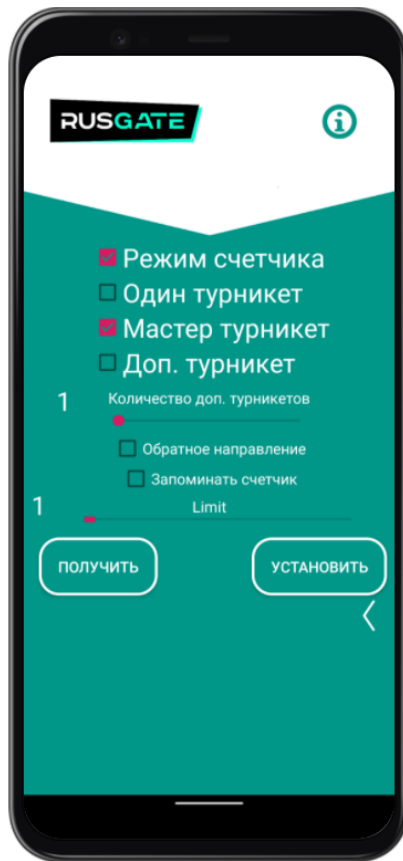 RUSGATE
Режим счетчика
Один турникет
Мастер турникет
Доп. турникет
1 Количество доп. турникетов
Обратное направление
Запоминать счетчик
1 Limit
ПОЛУЧИТЬ УСТАНОВИТЬ